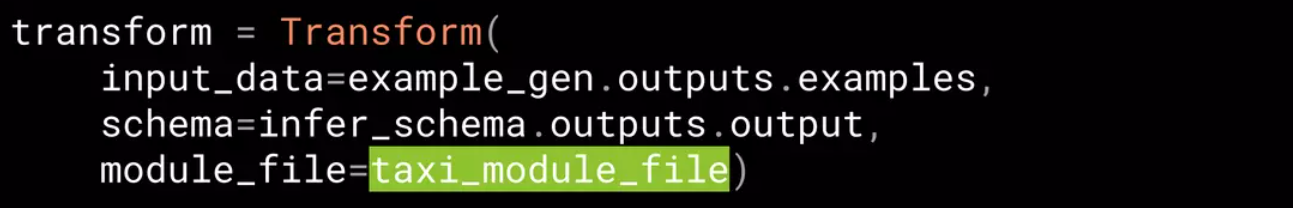 transform = Transform(
    input_data=example_gen.outputs.examples,
    schema=infer_schema.outputs.output,
    module_file=taxi_module_file)